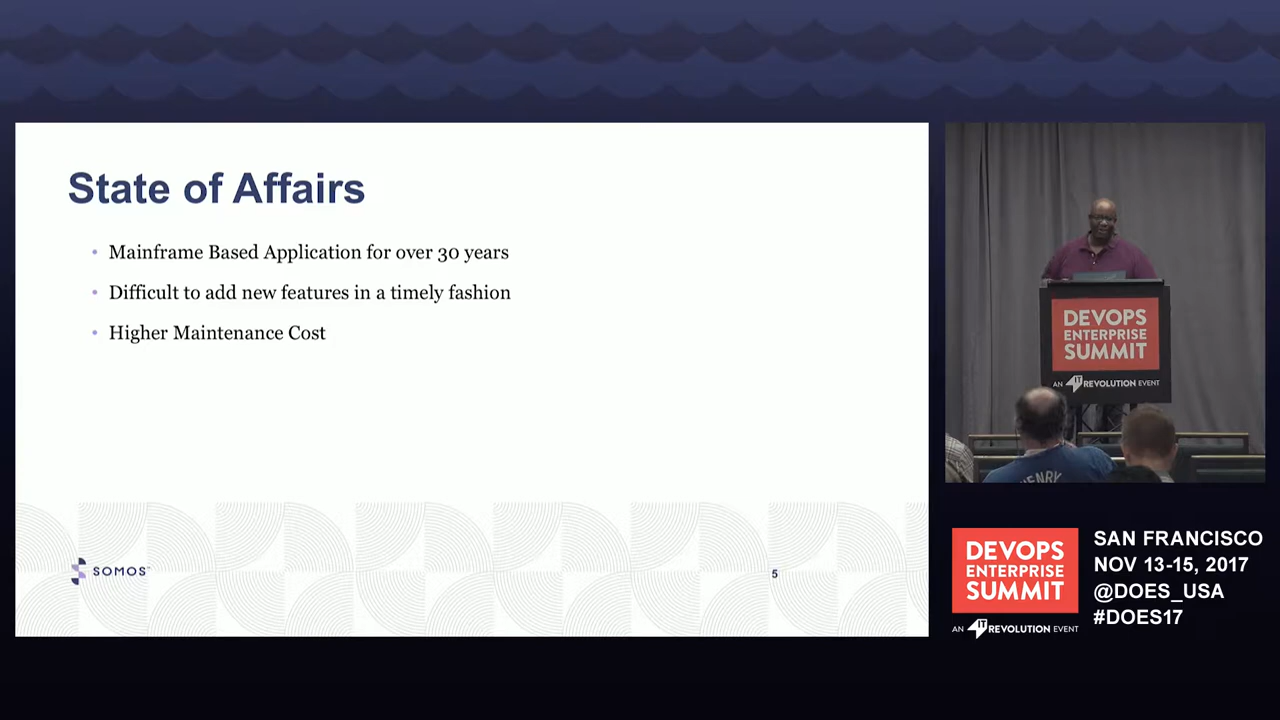 State of Affairs
• Mainframe Based Application for over 30 years
• Difficult to add new features in a timely fashion
• Higher Maintenance Cost
SOMOS
5
DEVOPS
ENTERPRISE
SUMMIT
AN IT REVOLUTION EVENT
HENRY
DEVOPS
ENTERPRISE
SUMMIT
AN IT REVOLUTION EVENT
SAN FRANCISCO
NOV 13-15, 2017
@DOES_USA
#DOES17